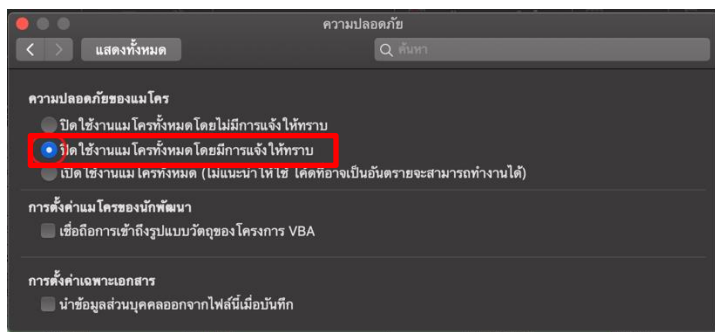 ความปลอดภัย
แสดงทั้งหมด
ค้นหา
ความปลอดภัยของแมโคร
ปิดใช้งานแมโครทั้งหมดโดยไม่มีการแจ้งให้ทราบ
ปิดใช้งานแมโครทั้งหมดโดยมีการแจ้งให้ทราบ
เปิดใช้งานแมโครทั้งหมด (ไม่แนะนำให้ใช้ โค้ดที่อาจเป็นอันตรายจะสามารถทำงานได้)
การตั้งค่าแมโครของนักพัฒนา
เชื่อถือการเข้าถึงรูปแบบวัตถุของโครงการ VBA
การตั้งค่าเฉพาะเอกสาร
นำข้อมูลส่วนบุคคลออกจากไฟล์นี้เมื่อบันทึก